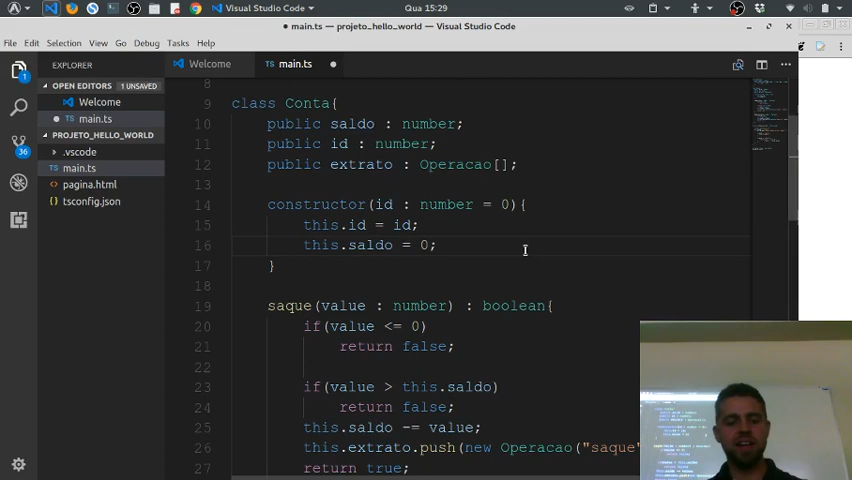 Visual Studio Code
Qua 15:29
main.ts • projeto_hello_world - Visual Studio Code
File Edit Selection View Go Debug Tasks Help
EXPLORER
OPEN EDITORS 1 UNSAVED
Welcome
main.ts
PROJETO_HELLO_WORLD
.vscode
main.ts
pagina.html
tsconfig.json
1
36
Welcome
main.ts
8
9 class Conta{
10 public saldo : number;
11 public id : number;
12 public extrato : Operacao[];
13
14 constructor(id : number = 0){
15 this.id = id;
16 this.saldo = 0;
17 }
18
19 saque(value : number) : boolean{
20 if(value <= 0)
21 return false;
22
23 if(value > this.saldo)
24 return false;
25 this.saldo -= value;
26 this.extrato.push(new Operacao("saque"
27 return true;